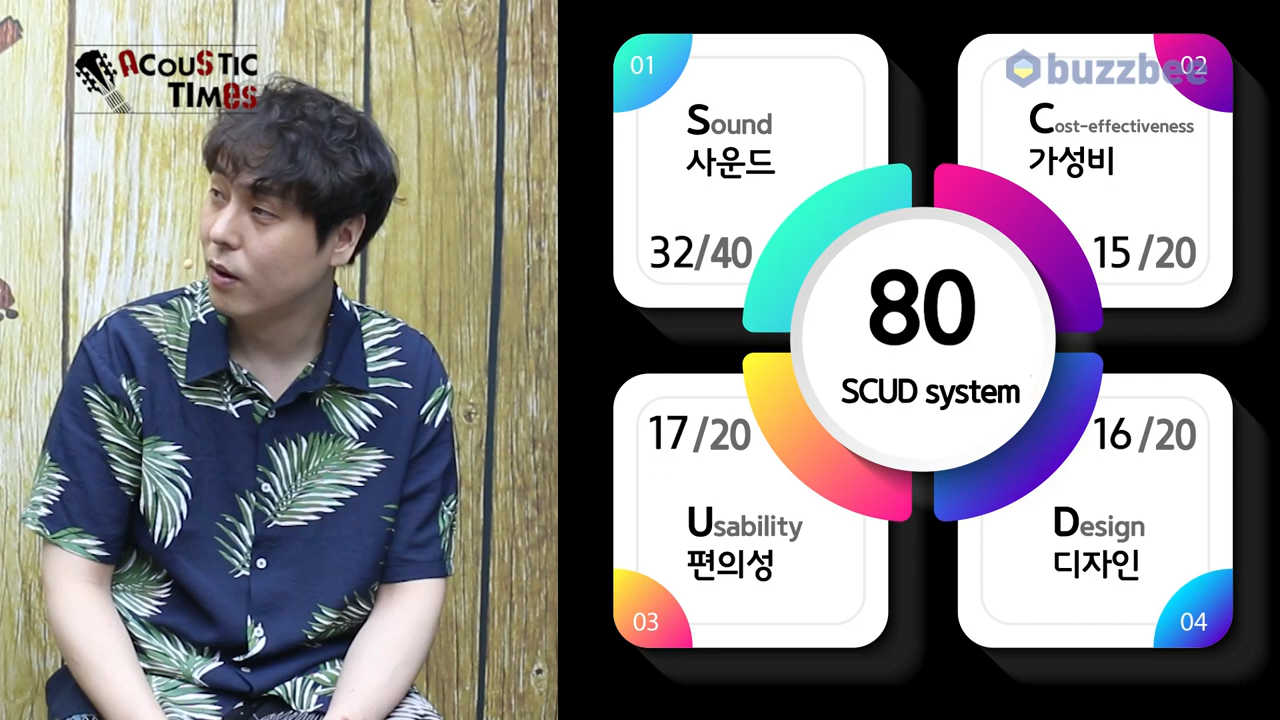 ACOUSTIC
TIMES
01
Sound
사운드
32/40
buzzbee
02
Cost-effectiveness
가성비
15/20
80
SCUD system
17/20
Usability
편의성
03
16/20
Design
디자인
04